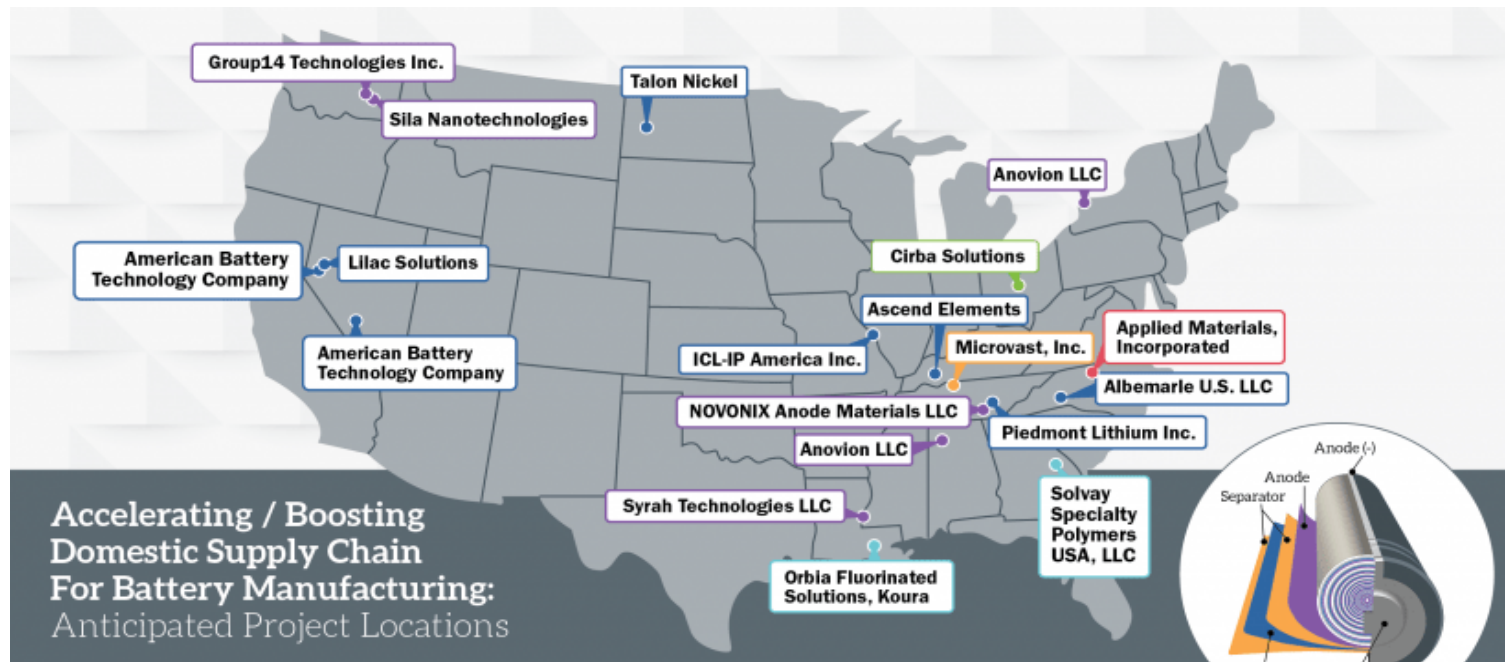 Group14 Technologies Inc.
Sila Nanotechnologies
Talon Nickel
Anovion LLC
American Battery
Technology Company
Lilac Solutions
Cirba Solutions
Ascend Elements
American Battery
Technology Company
ICL-IP America Inc.
Microvast, Inc.
Applied Materials,
Incorporated
Albemarle U.S. LLC
NOVONIX Anode Materials LLC
Piedmont Lithium Inc.
Anovion LLC
Syrah Technologies LLC
Solvay
Specialty
Polymers
USA, LLC
Orbia Fluorinated
Solutions, Koura
Accelerating / Boosting
Domestic Supply Chain
For Battery Manufacturing:
Anticipated Project Locations
Anode (-)
Anode
Separator